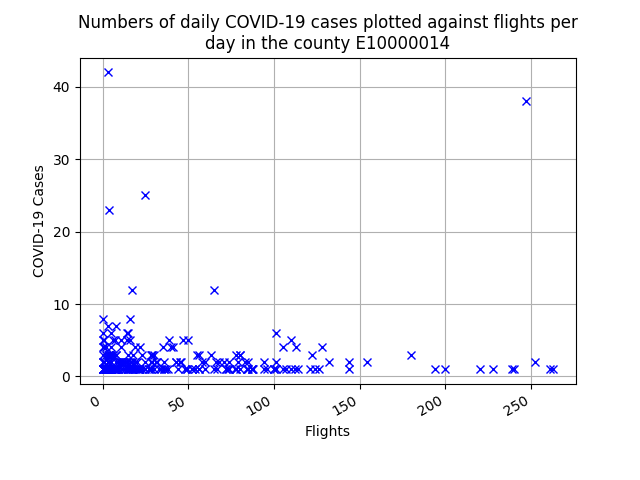 Numbers of daily COVID-19 cases plotted against flights per
day in the county E10000014
40
30
20
10
0
COVID-19 Cases
0 50 100 150 200 250
Flights